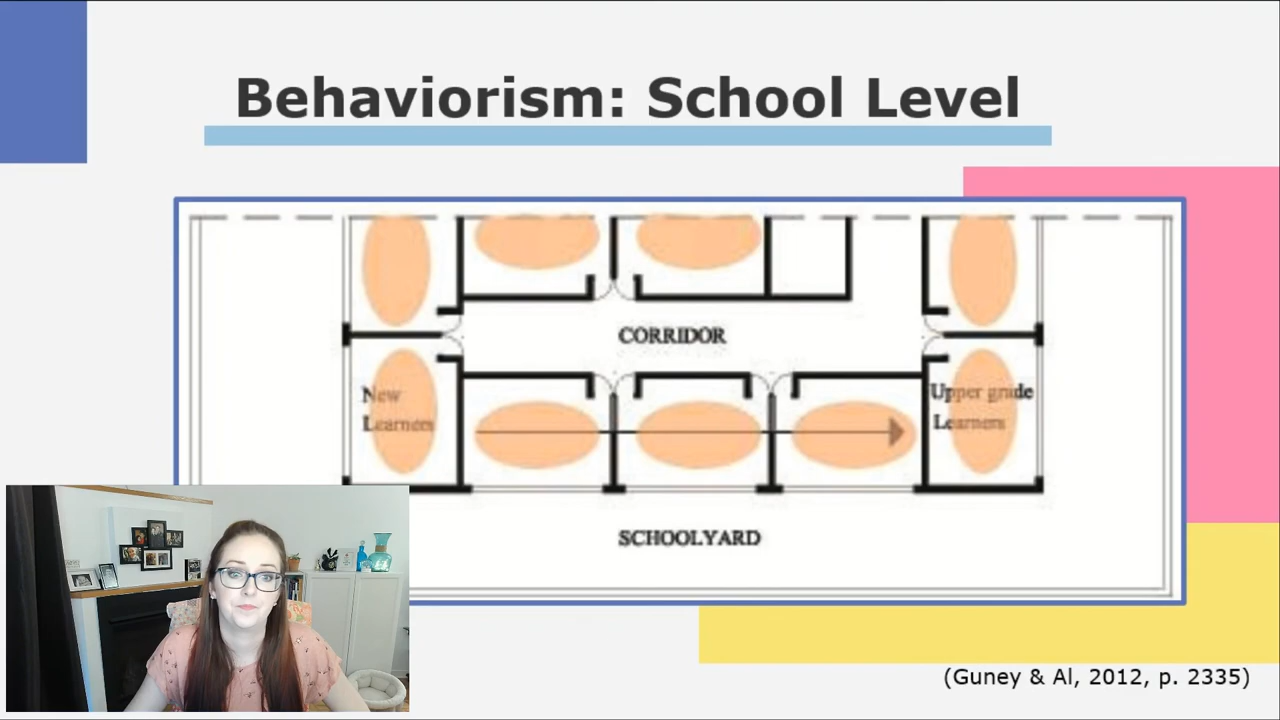 Behaviorism: School Level
CORRIDOR
New
Learners
Upper grade
Learners
SCHOOLYARD
(Guney & Al, 2012, p. 2335)